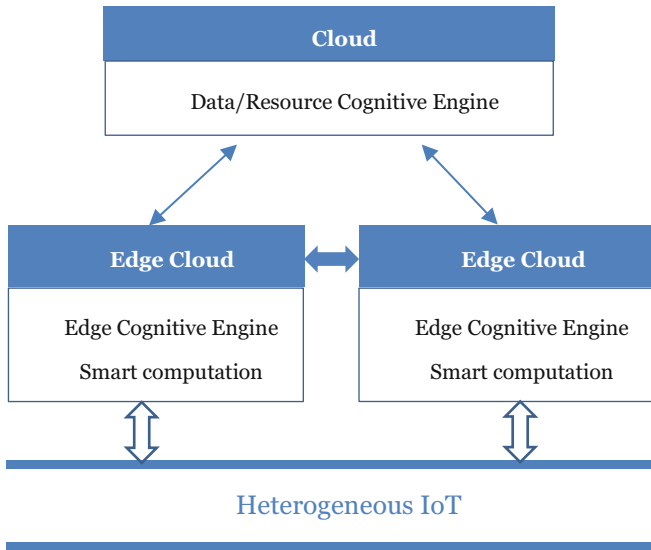 Cloud
Data/Resource Cognitive Engine
Edge Cloud
Edge Cognitive Engine
Smart computation
Edge Cloud
Edge Cognitive Engine
Smart computation
Heterogeneous IoT